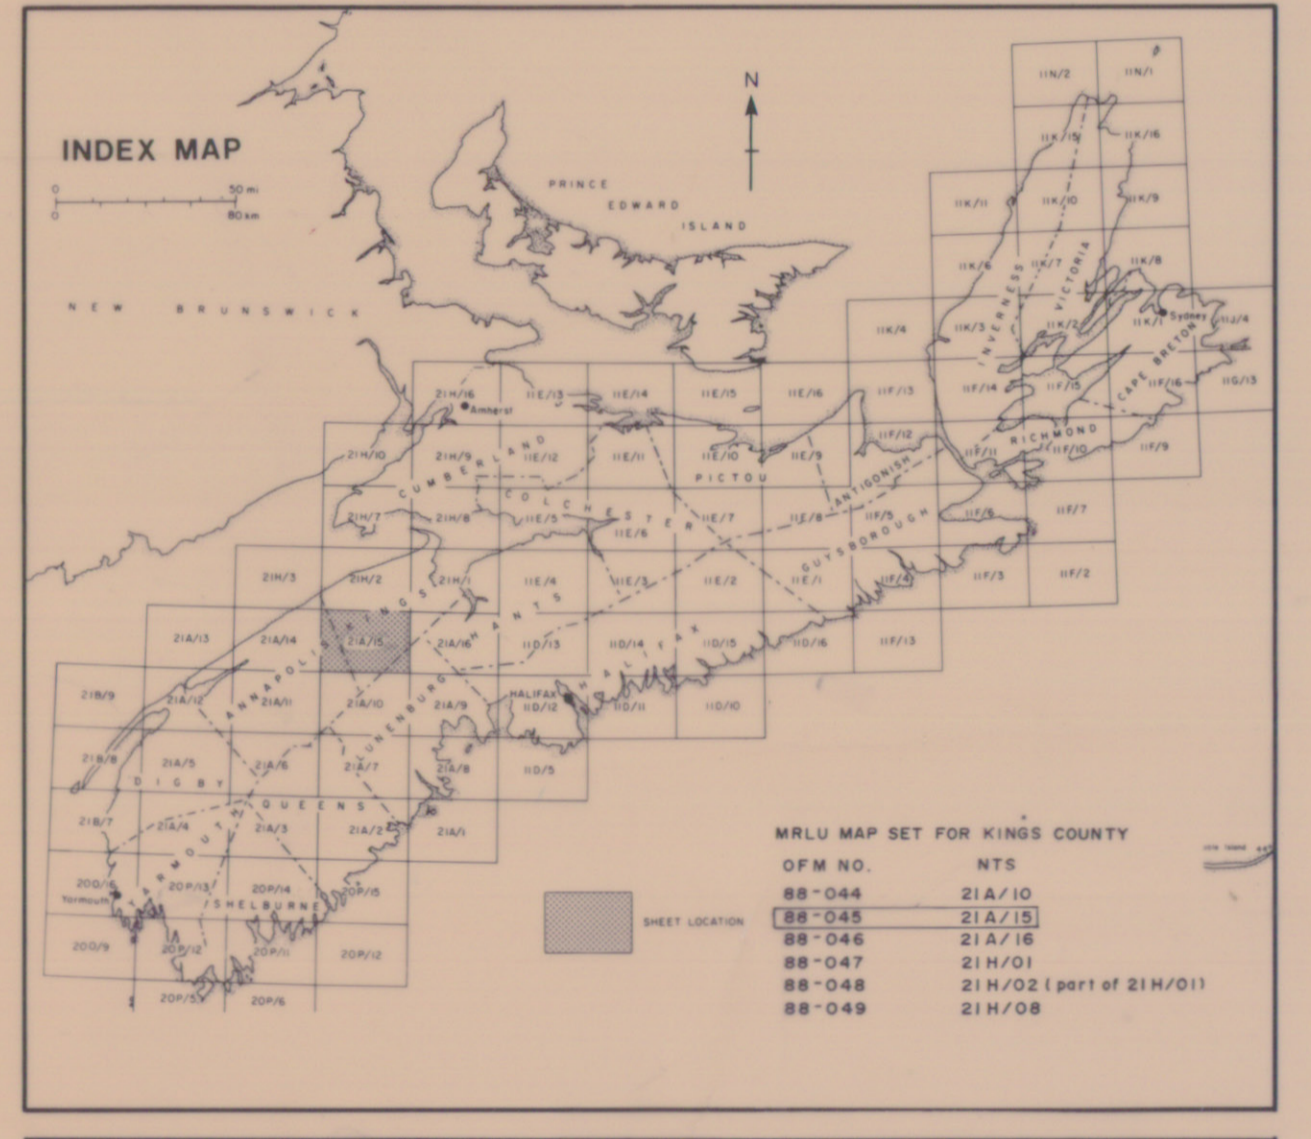 INDEX MAP
0 50 mi
0 80 km
N
PRINCE
EDWARD
ISLAND
NEW BRUNSWICK
11N/2 11N/1
11K/15 11K/16
11K/11 11K/10 11K/9
11K/6 11K/7 11K/8
INVERNESS
VICTORIA
11K/4 11K/3 11K/2 11K/1 Sydney 11J/4
CAPE BRETON
21H/16 11E/13 11E/14 11E/15 11E/16 11F/13 11F/14 11F/15 11F/16 11G/13
Amherst
21H/10 21H/9 11E/12 11E/11 11E/10 11E/9 11F/12 11F/11 11F/10 11F/9
RICHMOND
CUMBERLAND
PICTOU
ANTIGONISH
COLCHESTER
21H/7 21H/8 11E/5 11E/6 11E/7 11E/8 11F/5 11F/6 11F/7
GUYSBOROUGH
21H/3 21H/2 21H/1 11E/4 11E/3 11E/2 11E/1 11F/4 11F/3 11F/2
KINGS
HANTS
21A/13 21A/14 21A/15 21A/16 11D/13 11D/14 11D/15 11D/16 11F/13
HALIFAX
ANNAPOLIS
LUNENBURG
21B/9 21A/12 21A/11 21A/10 21A/9 HALIFAX 11D/12 11D/11 11D/10
21B/8 21A/5 21A/6 21A/7 21A/8 11D/5
DIGBY
QUEENS
21B/7 21A/4 21A/3 21A/2 21A/1
YARMOUTH
20O/16 20P/13 20P/14 20P/15
Yarmouth
SHELBURNE
20O/9 20P/12 20P/11 20P/12
20P/5 20P/6
SHEET LOCATION
MRLU MAP SET FOR KINGS COUNTY
OFM NO. NTS
88-044 21A/10
88-045 21A/15
88-046 21A/16
88-047 21H/01
88-048 21H/02 (part of 21H/01)
88-049 21H/08